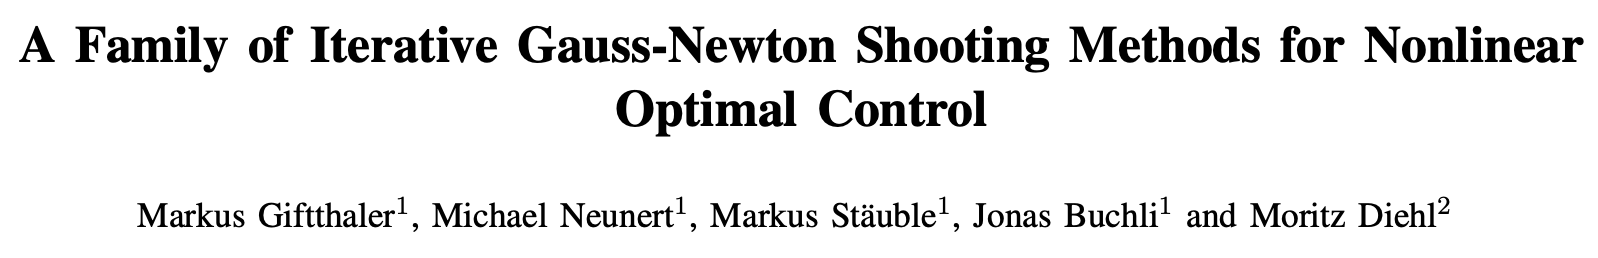 A Family of Iterative Gauss-Newton Shooting Methods for Nonlinear
Optimal Control
Markus Giftthaler¹, Michael Neunert¹, Markus Stäuble¹, Jonas Buchli¹ and Moritz Diehl²